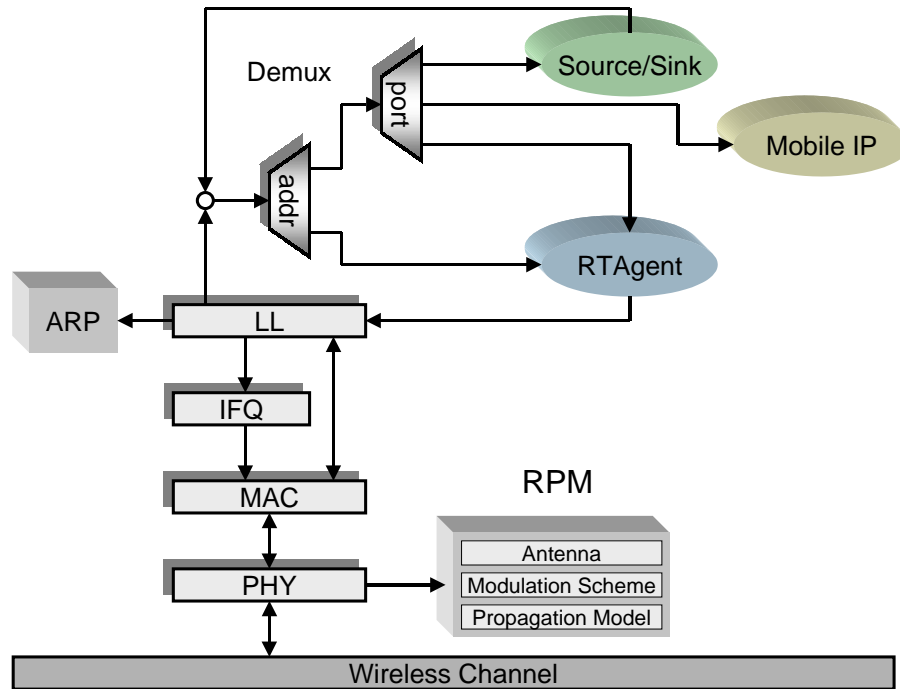 Demux
Source/Sink
port
Mobile IP
addr
RTAgent
ARP
LL
IFQ
MAC
RPM
Antenna
PHY
Modulation Scheme
Propagation Model
Wireless Channel